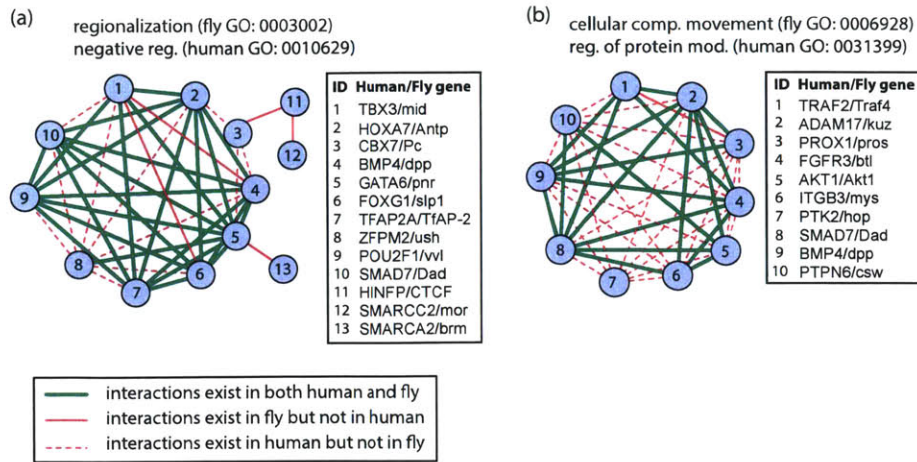 (a)
regionalization (fly GO: 0003002)
negative reg. (human GO: 0010629)
1
2
3
4
5
6
7
8
9
10
11
12
13
ID Human/Fly gene
1 TBX3/mid
2 HOXA7/Antp
3 CBX7/Pc
4 BMP4/dpp
5 GATA6/pnr
6 FOXG1/slp1
7 TFAP2A/TfAP-2
8 ZFPM2/ush
9 POU2F1/vvl
10 SMAD7/Dad
11 HINFP/CTCF
12 SMARCC2/mor
13 SMARCA2/brm
(b)
cellular comp. movement (fly GO: 0006928)
reg. of protein mod. (human GO: 0031399)
1
2
3
4
5
6
7
8
9
10
ID Human/Fly gene
1 TRAF2/Traf4
2 ADAM17/kuz
3 PROX1/pros
4 FGFR3/btl
5 AKT1/Akt1
6 ITGB3/mys
7 PTK2/hop
8 SMAD7/Dad
9 BMP4/dpp
10 PTPN6/csw
interactions exist in both human and fly
interactions exist in fly but not in human
interactions exist in human but not in fly